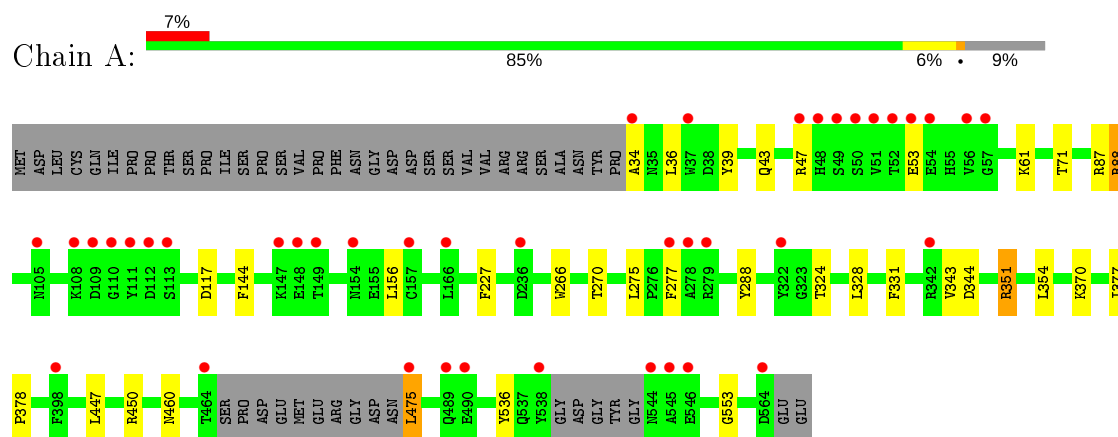 7%
Chain A:
85% 6% • 9%
MET ASP LEU CYS GLN ILE PRO PRO THR SER PRO ILE SER PRO SER VAL PRO PHE ASN GLY ASP ASP SER SER VAL VAL ARG ARG SER ALA ASN TYR PRO A34 N35 L36 W37 D38 Y39 Q43 R47 H48 S49 S50 V51 T52 E53 E54 H55 V56 G57 K61 T71 R87
N105 K108 D109 G110 Y111 D112 S113 D117 F144 K147 E148 T149 N154 E155 L156 C157 L166 F227 D236 W266 T270 L275 P276 F277 A278 R279 Y288 Y322 G323 T324 L328 F331 R342 V343 D344 R351 L354 K370
P378 F398 L447 R450 N460 T464 SER PRO ASP GLU MET GLU ARG GLY ASP ASN L475 Q489 E490 Y536 Q537 Y538 GLY ASP GLY TYR GLY N544 A545 E546 G553 D564 GLU GLU